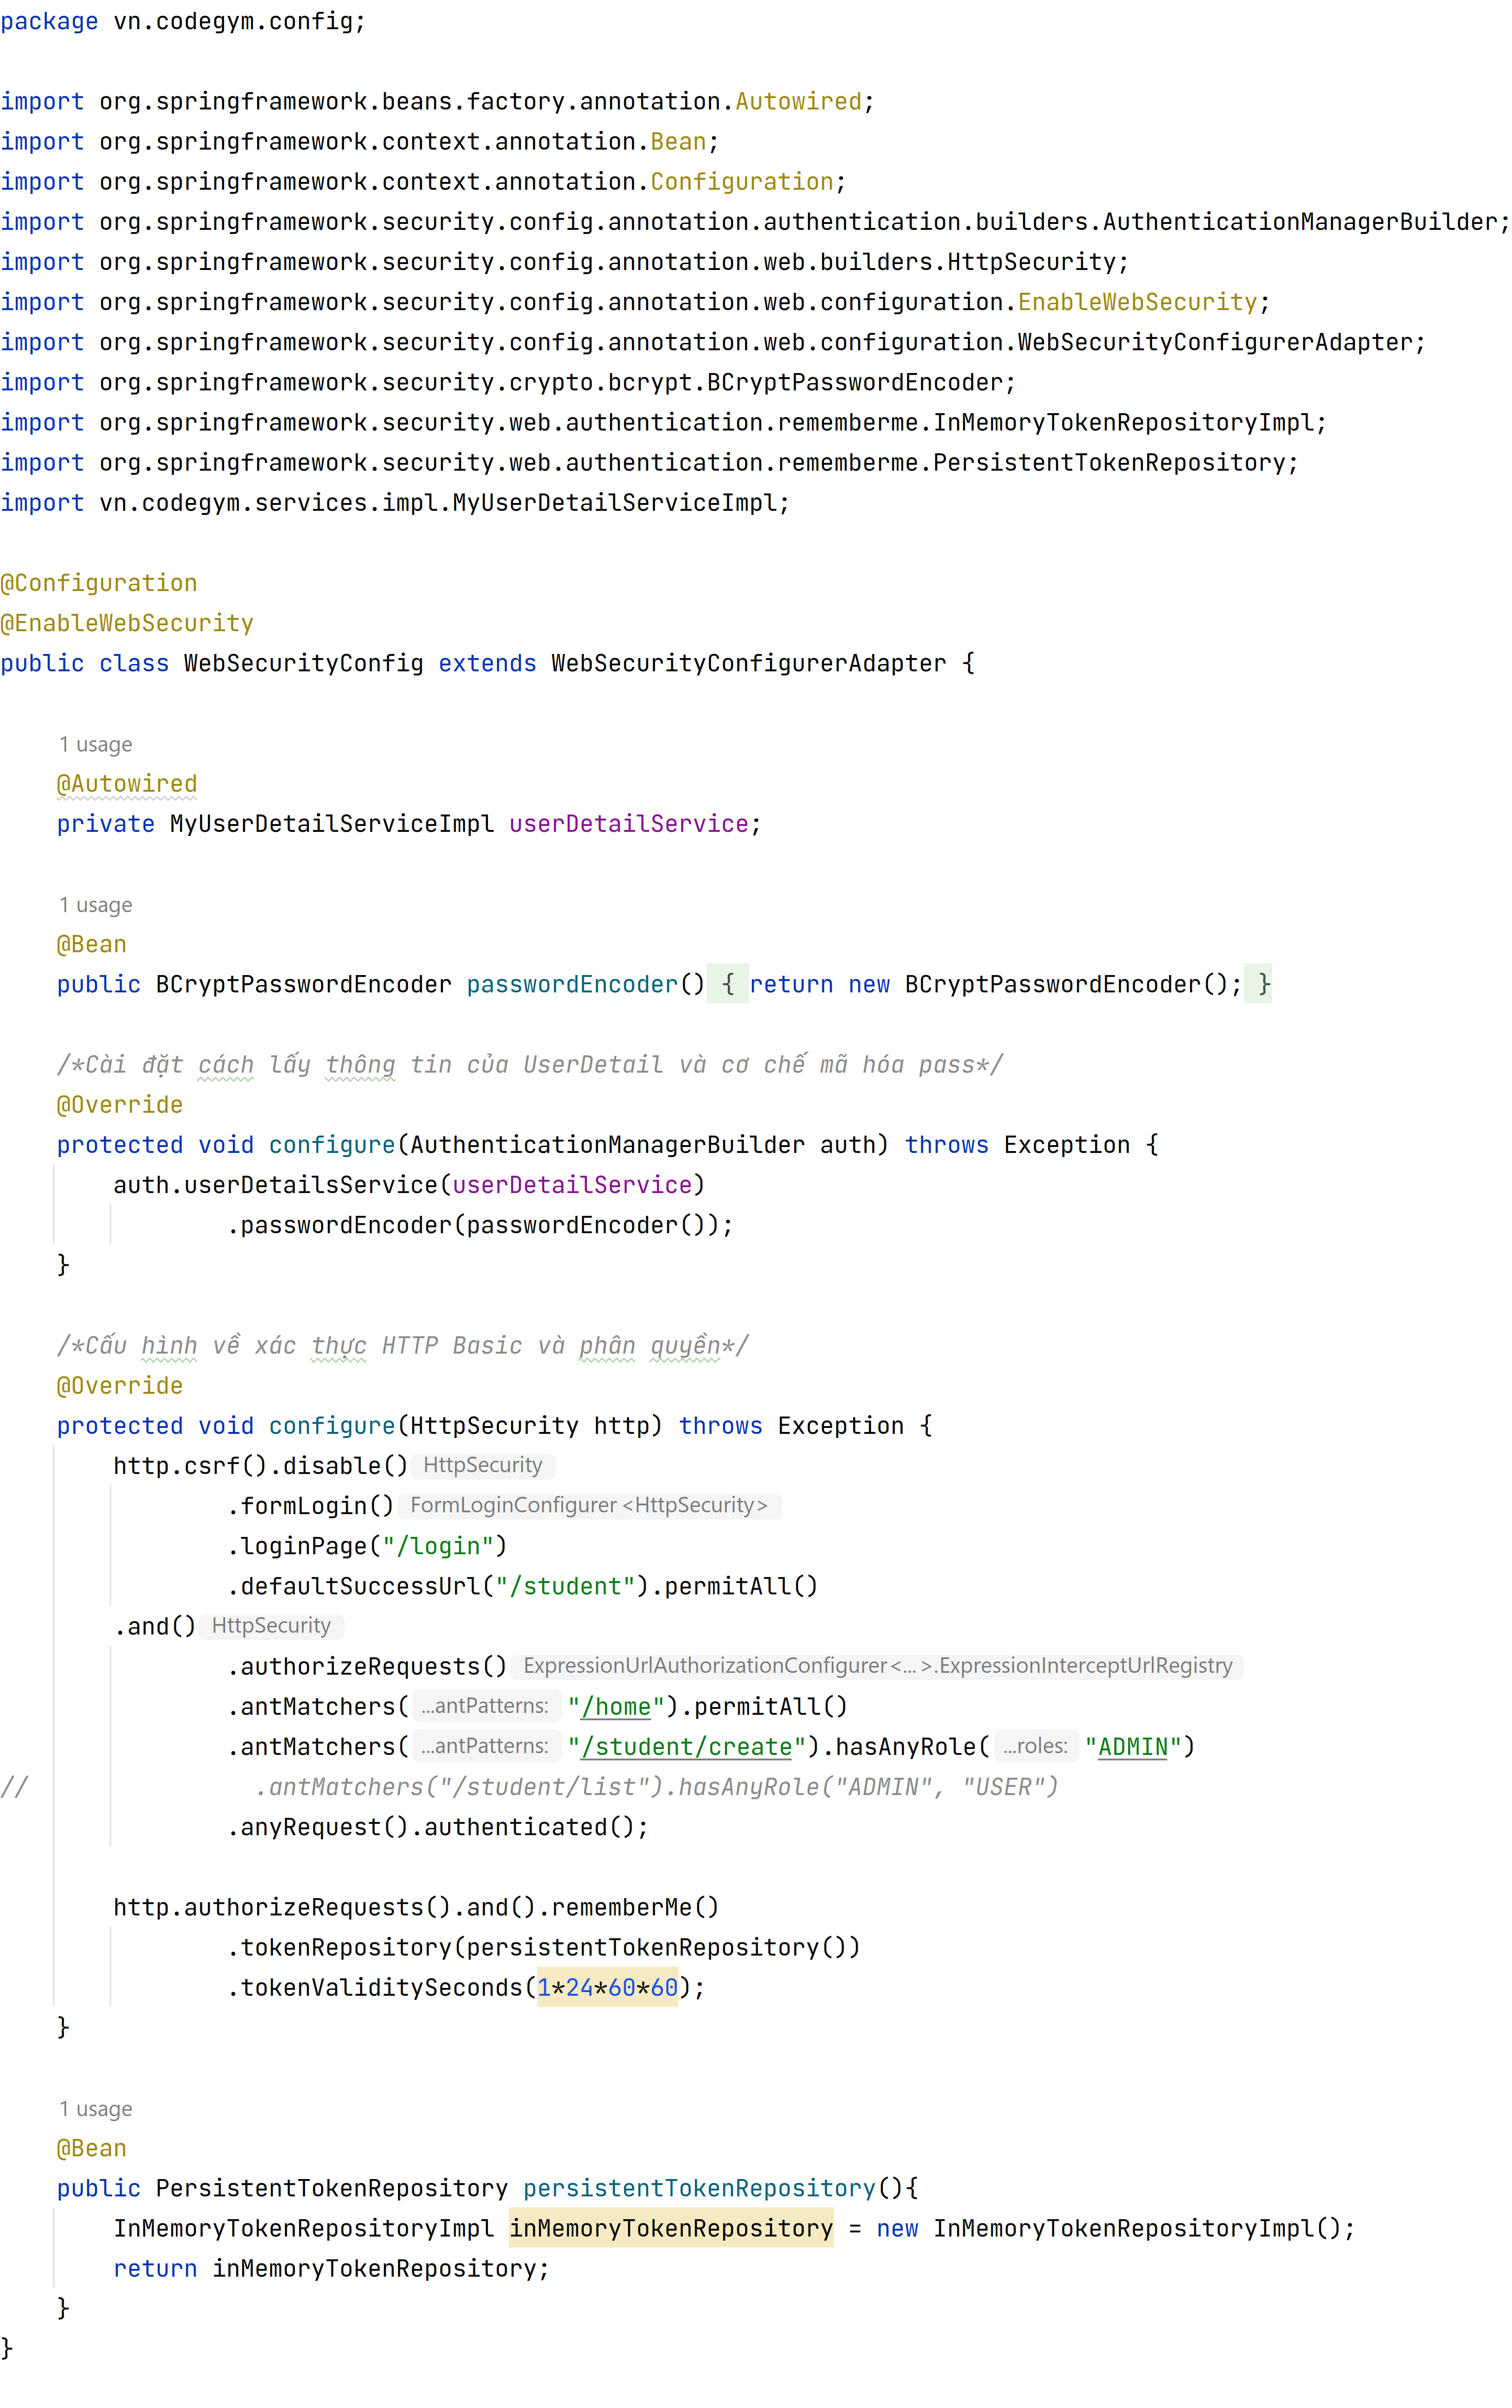 package vn.codegym.config;
import org.springframework.beans.factory.annotation.Autowired;
import org.springframework.context.annotation.Bean;
import org.springframework.context.annotation.Configuration;
import org.springframework.security.config.annotation.authentication.builders.AuthenticationManagerBuilder;
import org.springframework.security.config.annotation.web.builders.HttpSecurity;
import org.springframework.security.config.annotation.web.configuration.EnableWebSecurity;
import org.springframework.security.config.annotation.web.configuration.WebSecurityConfigurerAdapter;
import org.springframework.security.crypto.bcrypt.BCryptPasswordEncoder;
import org.springframework.security.web.authentication.rememberme.InMemoryTokenRepositoryImpl;
import org.springframework.security.web.authentication.rememberme.PersistentTokenRepository;
import vn.codegym.services.impl.MyUserDetailServiceImpl;
@Configuration
@EnableWebSecurity
public class WebSecurityConfig extends WebSecurityConfigurerAdapter {
1 usage
@Autowired
private MyUserDetailServiceImpl userDetailService;
1 usage
@Bean
public BCryptPasswordEncoder passwordEncoder() { return new BCryptPasswordEncoder(); }
/*Cài đặt cách lấy thông tin của UserDetail và cơ chế mã hóa pass*/
@Override
protected void configure(AuthenticationManagerBuilder auth) throws Exception {
auth.userDetailsService(userDetailService)
.passwordEncoder(passwordEncoder());
}
/*Cấu hình về xác thực HTTP Basic và phân quyền*/
@Override
protected void configure(HttpSecurity http) throws Exception {
http.csrf().disable() HttpSecurity
.formLogin() FormLoginConfigurer<HttpSecurity>
.loginPage("/login")
.defaultSuccessUrl("/student").permitAll()
.and() HttpSecurity
.authorizeRequests() ExpressionUrlAuthorizationConfigurer<...>.ExpressionInterceptUrlRegistry
.antMatchers( ...antPatterns: "/home").permitAll()
.antMatchers( ...antPatterns: "/student/create").hasAnyRole( ...roles: "ADMIN")
// .antMatchers("/student/list").hasAnyRole("ADMIN", "USER")
.anyRequest().authenticated();
http.authorizeRequests().and().rememberMe()
.tokenRepository(persistentTokenRepository())
.tokenValiditySeconds(1*24*60*60);
}
1 usage
@Bean
public PersistentTokenRepository persistentTokenRepository(){
InMemoryTokenRepositoryImpl inMemoryTokenRepository = new InMemoryTokenRepositoryImpl();
return inMemoryTokenRepository;
}
}